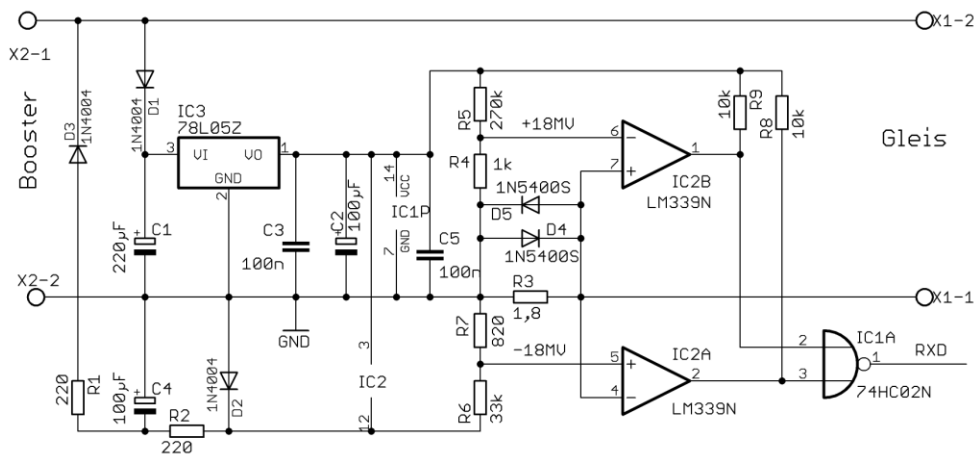 X2-1
X1-2
Booster
Gleis
D3
1N4004
1N4004
D1
IC3
78L05Z
3
VI
VO
1
GND
2
+
C1
220µF
C3
100n
+
C2
100µF
14
VCC
IC1P
7
GND
C5
100n
R5
270k
+18MV
R4
1k
1N5400S
D5
D4
1N5400S
6
7
1
IC2B
LM339N
10k
R9
R8
10k
X2-2
X1-1
GND
R3
1,8
R7
820
-18MV
R6
33k
5
4
2
IC2A
LM339N
IC1A
2
3
1
RXD
74HC02N
220
R1
+
C4
100µF
R2
220
1N4004
D2
3
IC2
12